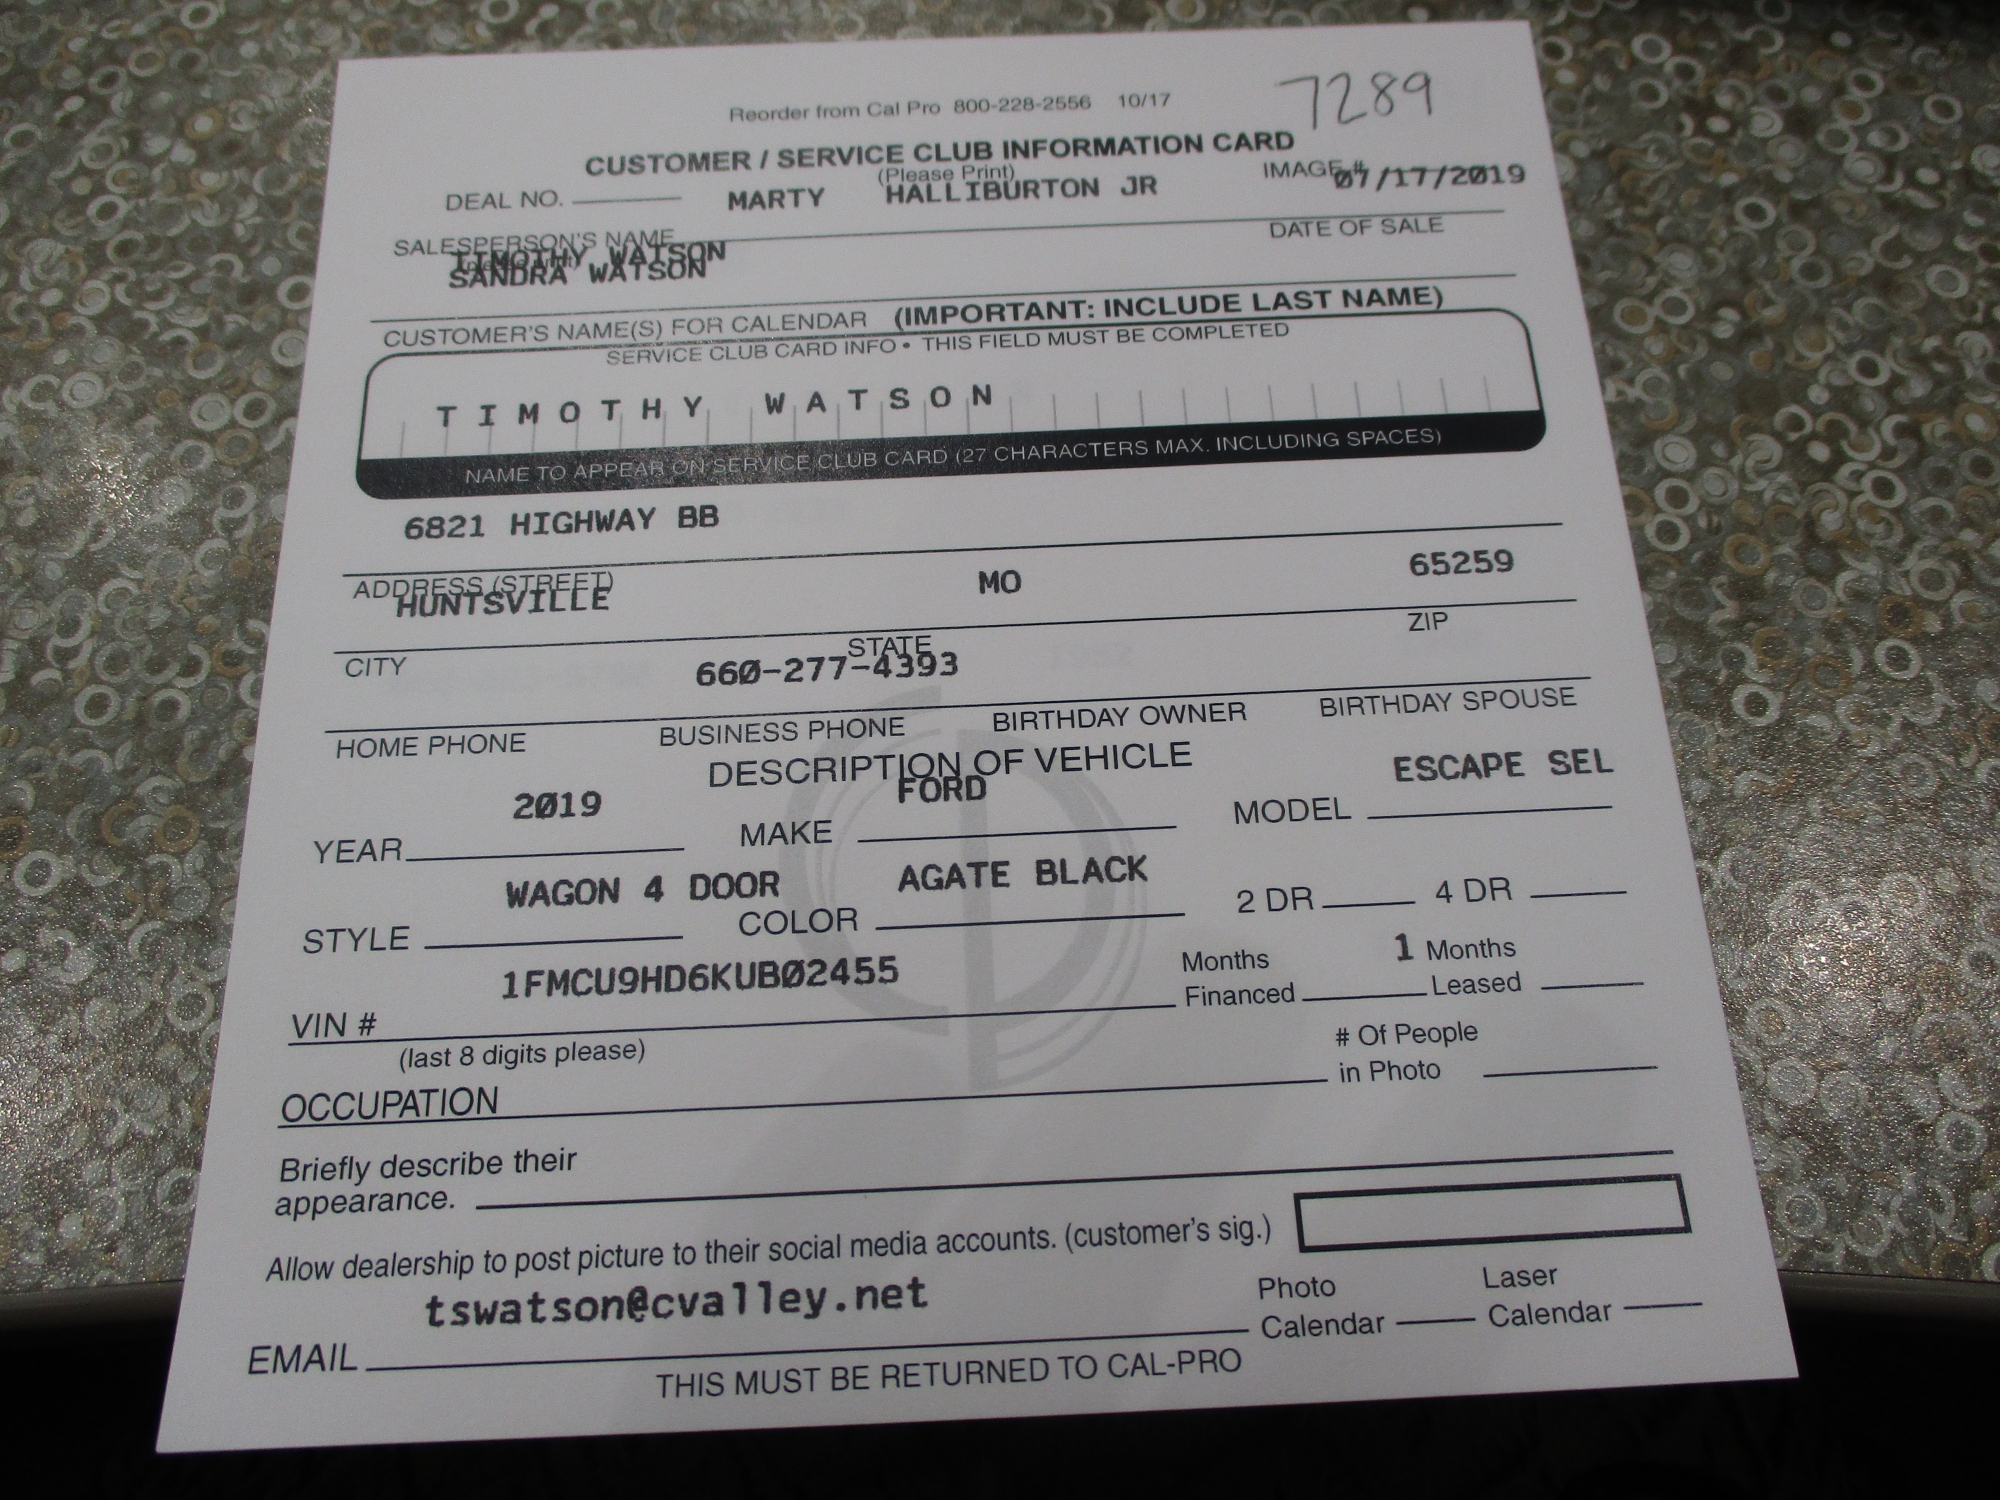 7289
Reorder from Cal Pro 800-228-2556 10/17
CUSTOMER / SERVICE CLUB INFORMATION CARD
(Please Print)
DEAL NO. MARTY HALLIBURTON JR IMAGE # 07/17/2019
SALESPERSON'S NAME DATE OF SALE
TIMOTHY WATSON
SANDRA WATSON
CUSTOMER'S NAME(S) FOR CALENDAR (IMPORTANT: INCLUDE LAST NAME)
SERVICE CLUB CARD INFO • THIS FIELD MUST BE COMPLETED
TIMOTHY WATSON
NAME TO APPEAR ON SERVICE CLUB CARD (27 CHARACTERS MAX. INCLUDING SPACES)
6821 HIGHWAY BB
ADDRESS (STREET)
HUNTSVILLE MO 65259
CITY STATE ZIP
660-277-4393
HOME PHONE BUSINESS PHONE BIRTHDAY OWNER BIRTHDAY SPOUSE
DESCRIPTION OF VEHICLE
2019 FORD ESCAPE SEL
YEAR MAKE MODEL
WAGON 4 DOOR AGATE BLACK
STYLE COLOR 2 DR 4 DR
1FMCU9HD6KUB02455 Months 1 Months
VIN # Financed Leased
(last 8 digits please) # Of People
OCCUPATION in Photo
Briefly describe their
appearance.
Allow dealership to post picture to their social media accounts. (customer's sig.)
tswatson@cvalley.net Photo Laser
EMAIL Calendar Calendar
THIS MUST BE RETURNED TO CAL-PRO